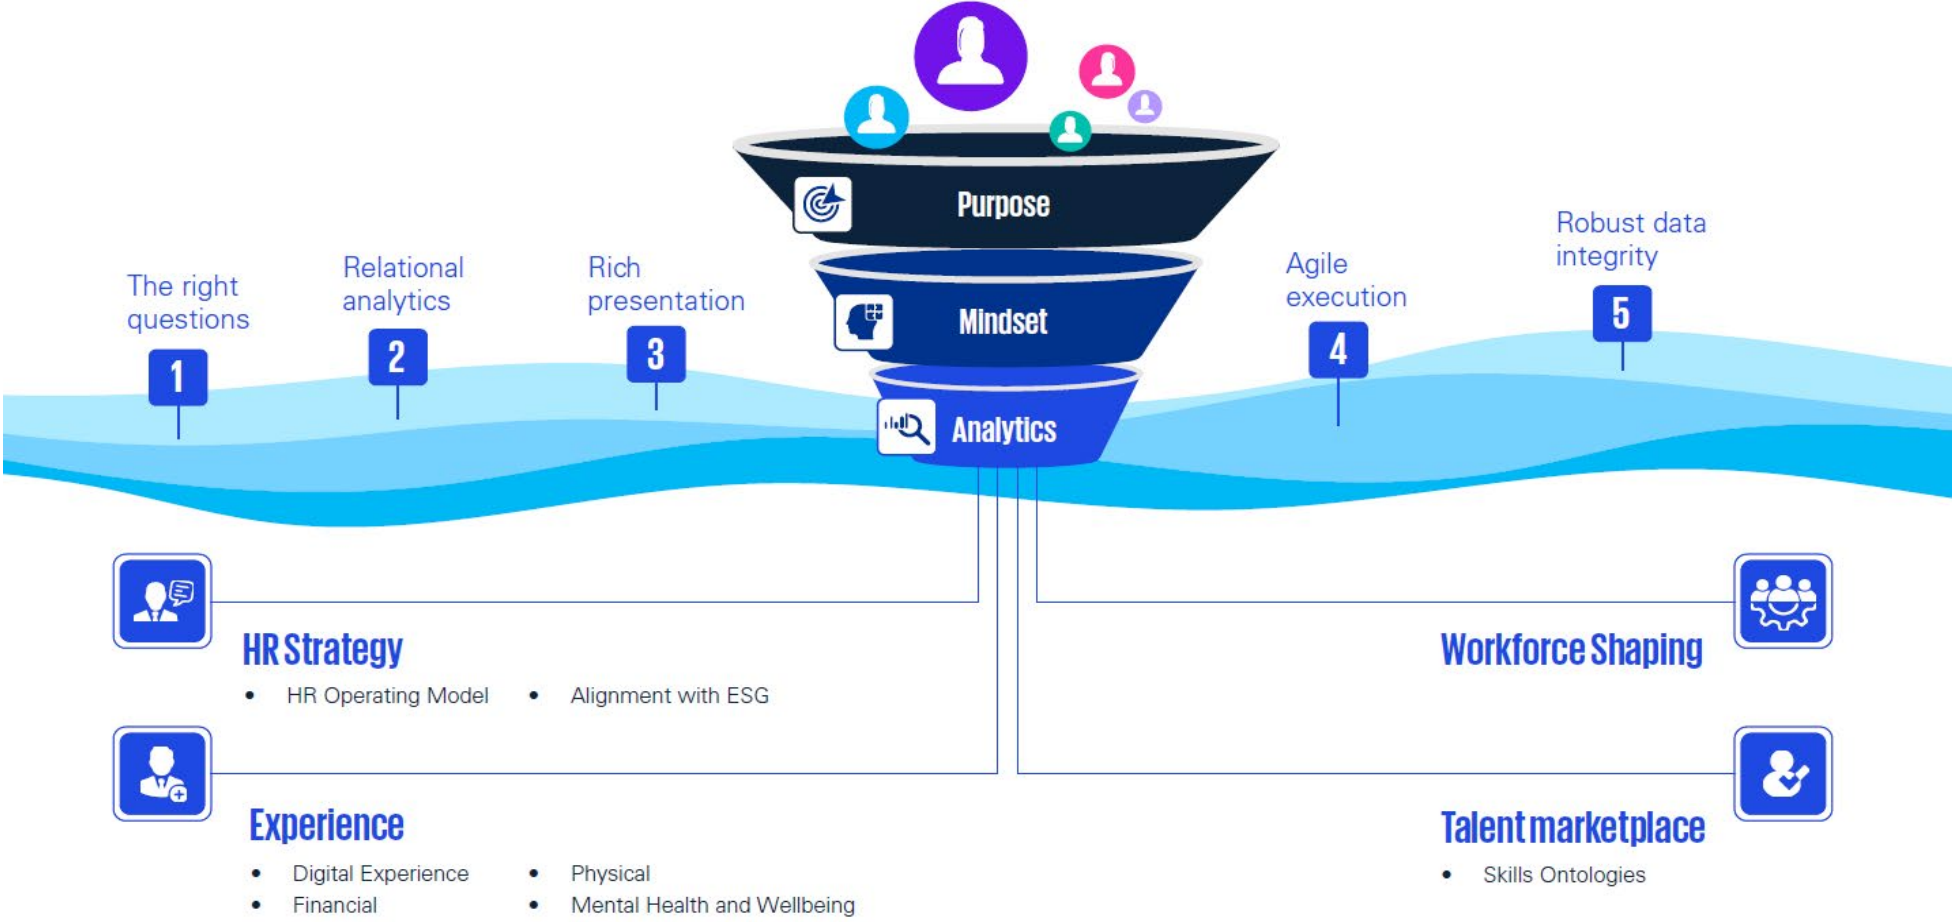 Purpose
Mindset
Analytics
The right
questions
1
Relational
analytics
2
Rich
presentation
3
Agile
execution
4
Robust data
integrity
5
HR Strategy
• HR Operating Model
• Alignment with ESG
Experience
• Digital Experience
• Financial
• Physical
• Mental Health and Wellbeing
Workforce Shaping
Talent marketplace
• Skills Ontologies